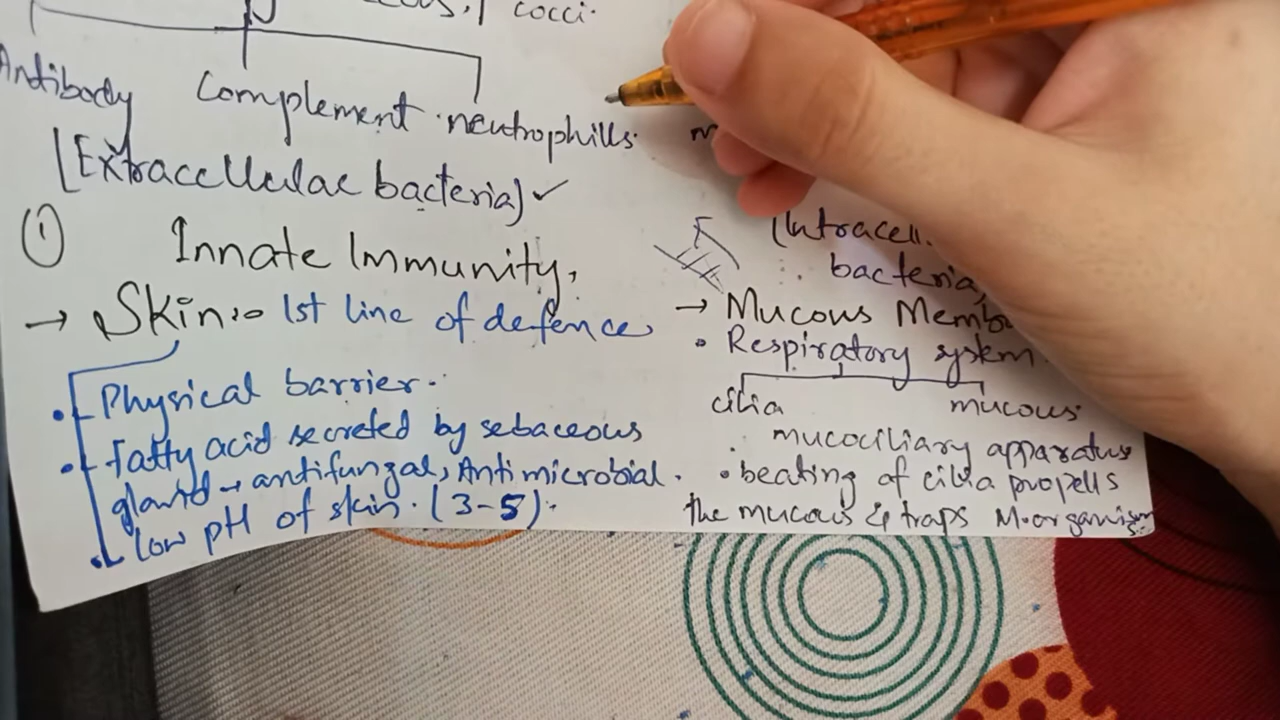 cocci.
Antibody Complement neutrophills.
[Extracellular bacteria] ✓
① Innate Immunity,
→ Skin:- 1st line of defence
• Physical barrier.
• Fatty acid secreted by sebaceous
gland → antifungal, Antimicrobial.
• low pH of skin. (3-5).
(Intracell.
bacteria
→ Mucous Memb
• Respiratory system
cilia mucous
mucociliary apparatus
• beating of cilia propells
the mucous & traps M.organism